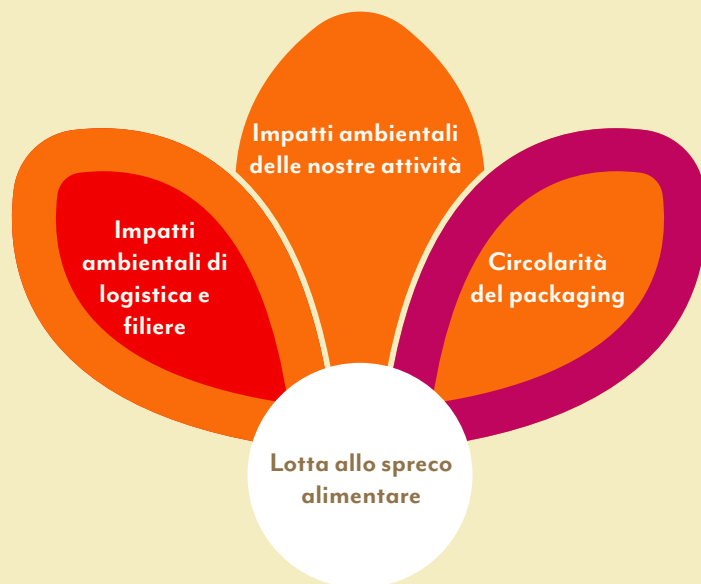 Impatti ambientali
delle nostre attività
Impatti
ambientali di
logistica e
filiere
Circolarità
del packaging
Lotta allo spreco
alimentare